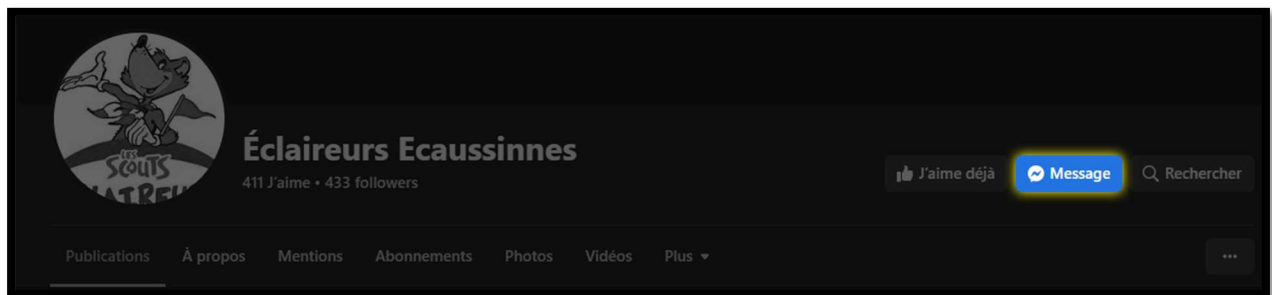 Éclaireurs Ecaussinnes
411 J'aime • 433 followers
J'aime déjà
Message
Rechercher
Publications À propos Mentions Abonnements Photos Vidéos Plus
LES
SCOUTS